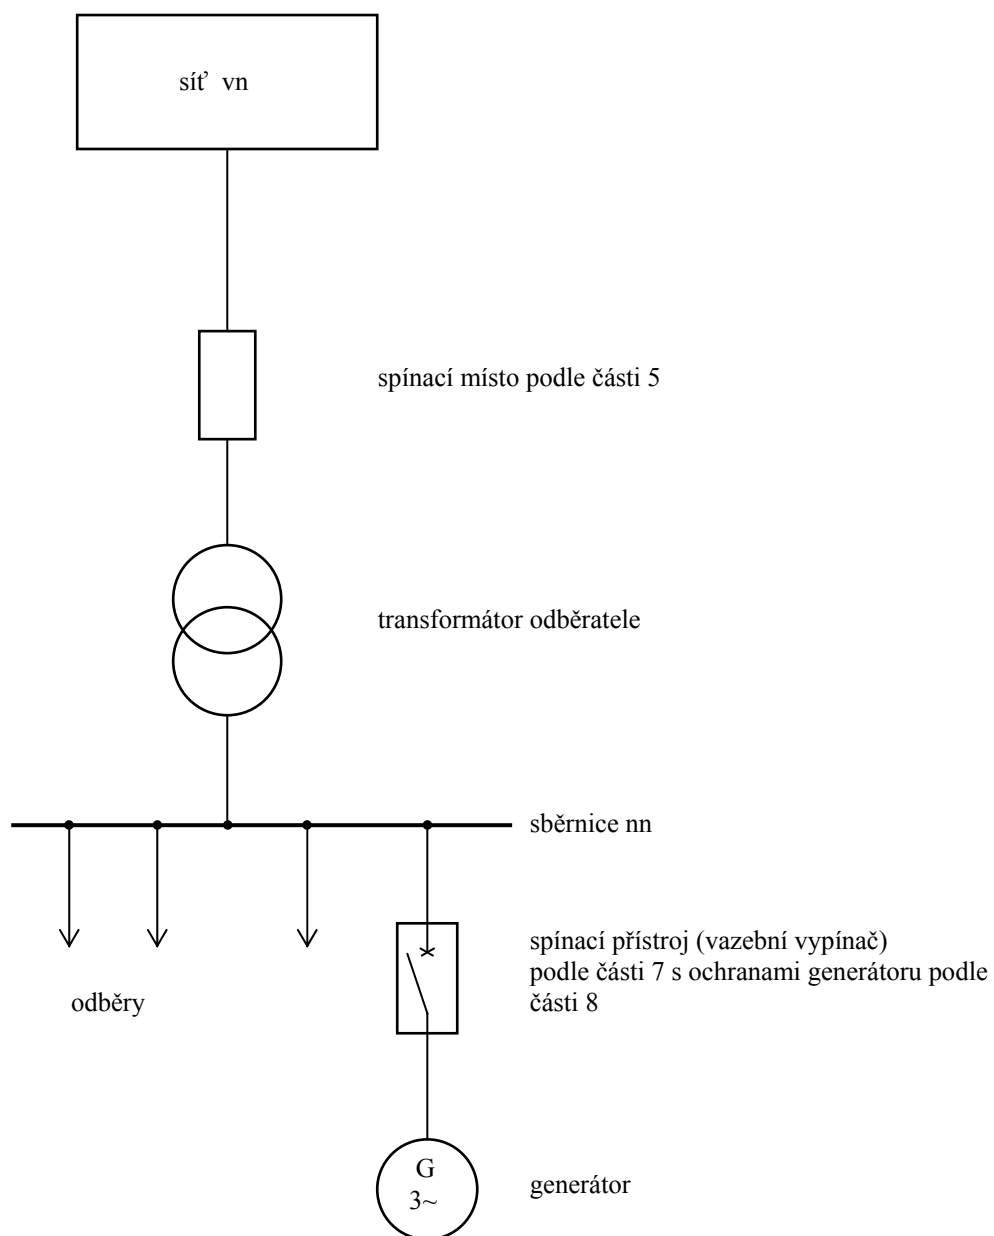 síť vn
spínací místo podle části 5
transformátor odběratele
sběrnice nn
spínací přístroj (vazební vypínač)
podle části 7 s ochranami generátoru podle
části 8
odběry
G
3~
generátor